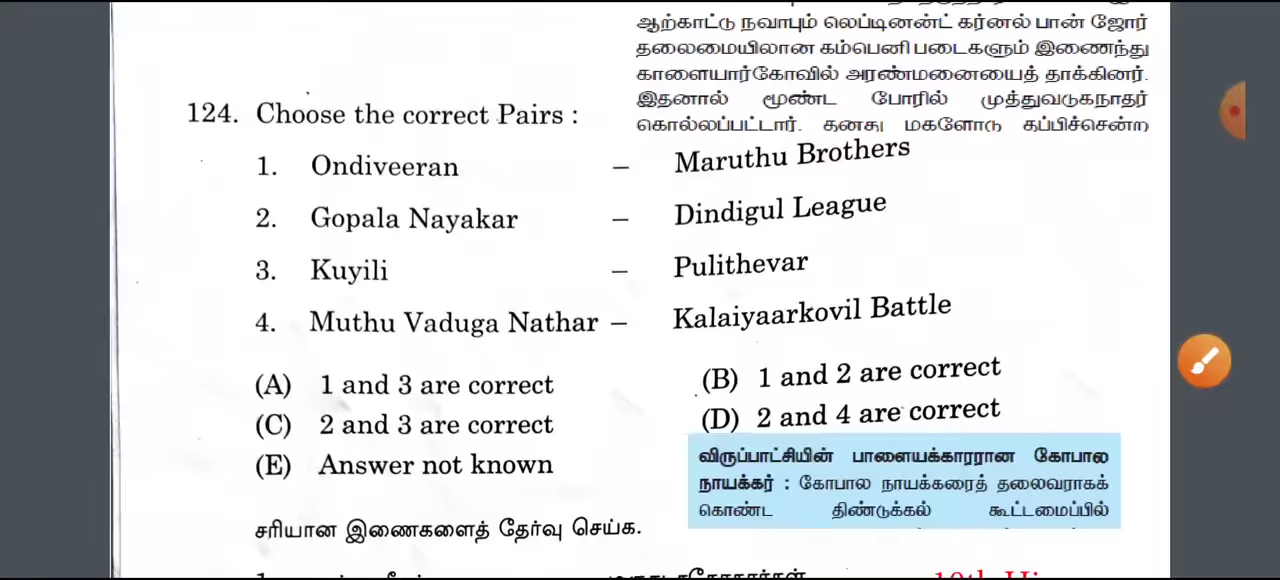 ஆற்காட்டு நவாபும் லெப்டினன்ட் கர்னல் பான் ஜோர்
தலைமையிலான கம்பெனி படைகளும் இணைந்து
காளையார்கோவில் அரண்மனையைத் தாக்கினர்.
இதனால் மூண்ட போரில் முத்துவடுகநாதர்
கொல்லப்பட்டார். தனது மகளோடு தப்பிச்சென்ற
124. Choose the correct Pairs :
1. Ondiveeran – Maruthu Brothers
2. Gopala Nayakar – Dindigul League
3. Kuyili – Pulithevar
4. Muthu Vaduga Nathar – Kalaiyaarkovil Battle
(A) 1 and 3 are correct (B) 1 and 2 are correct
(C) 2 and 3 are correct (D) 2 and 4 are correct
(E) Answer not known
விருப்பாட்சியின் பாளையக்காரரான கோபால
நாயக்கர் : கோபால நாயக்கரைத் தலைவராகக்
கொண்ட திண்டுக்கல் கூட்டமைப்பில்
சரியான இணைகளைத் தேர்வு செய்க.
10th